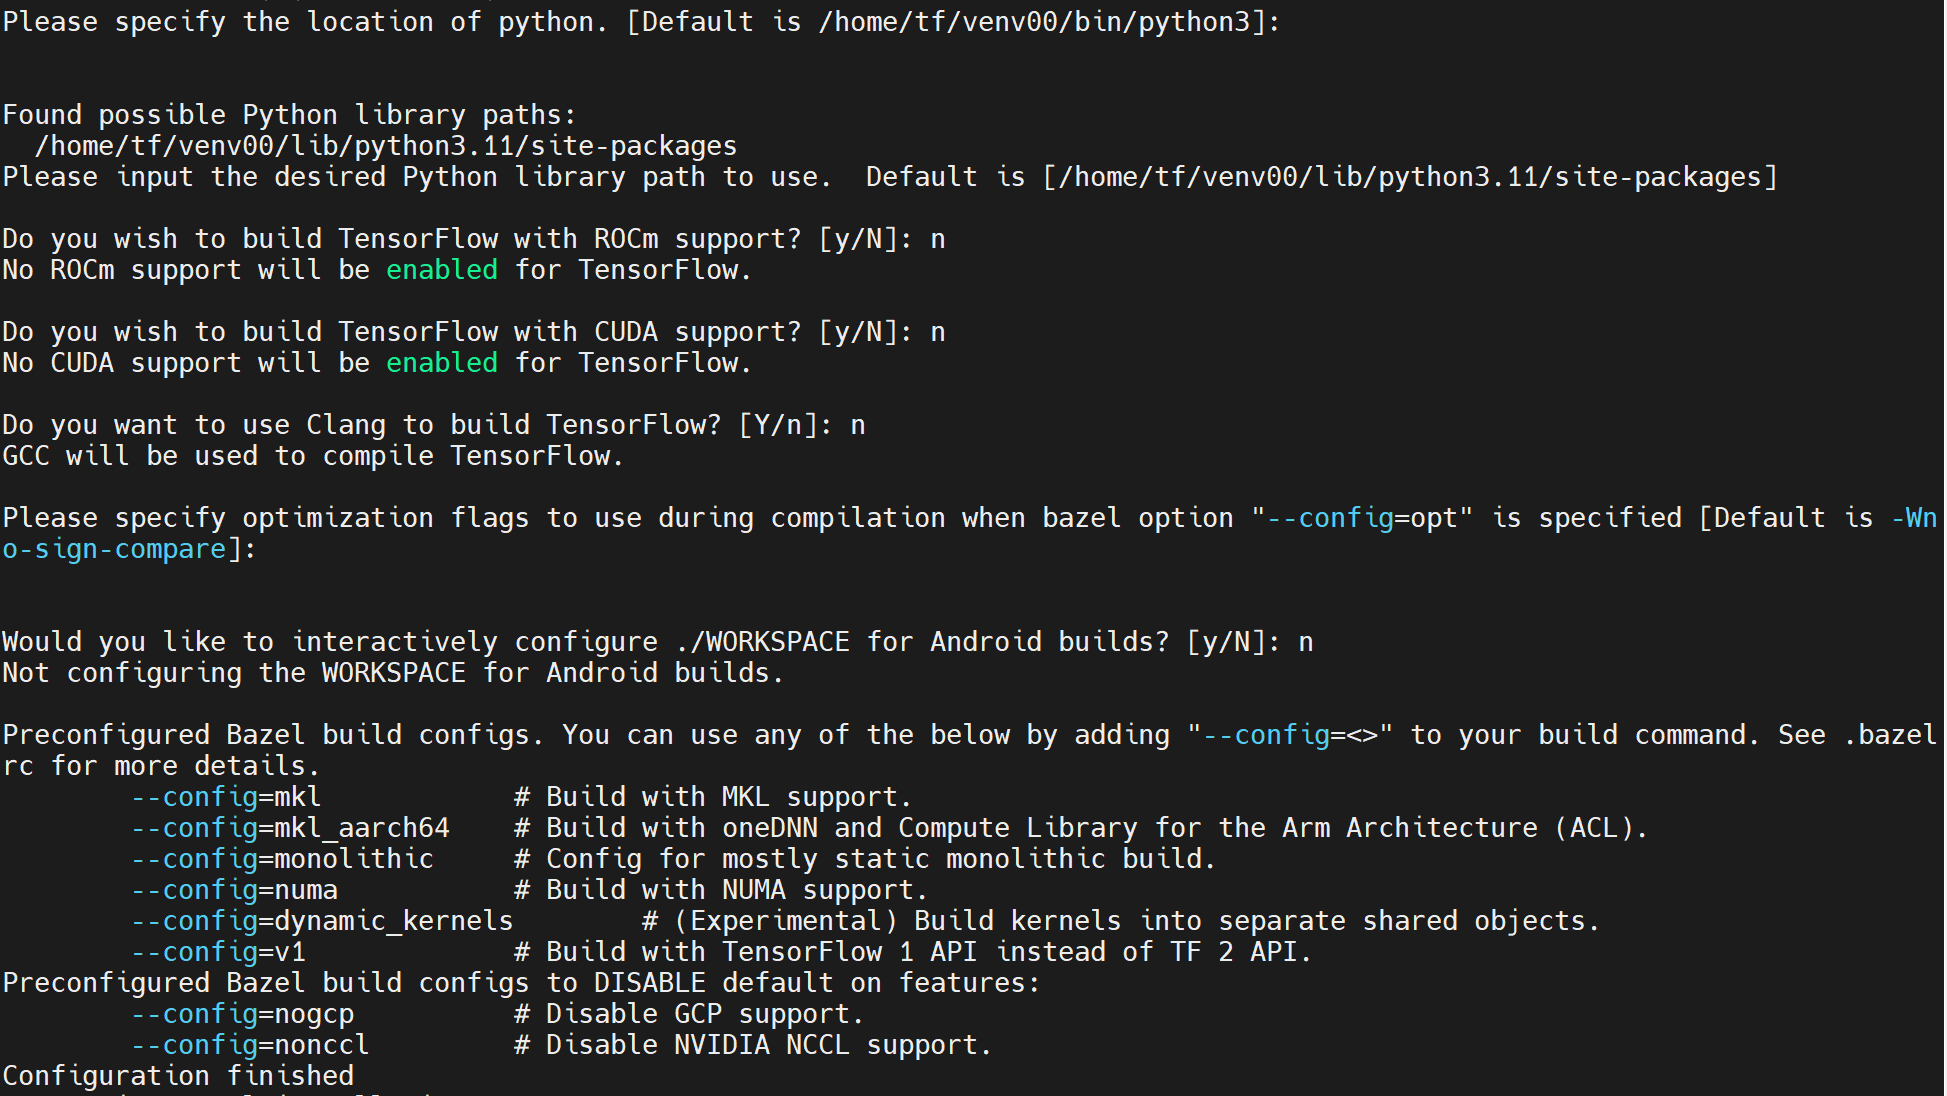 Please specify the location of python. [Default is /home/tf/venv00/bin/python3]:
Found possible Python library paths:
  /home/tf/venv00/lib/python3.11/site-packages
Please input the desired Python library path to use.  Default is [/home/tf/venv00/lib/python3.11/site-packages]
Do you wish to build TensorFlow with ROCm support? [y/N]: n
No ROCm support will be enabled for TensorFlow.
Do you wish to build TensorFlow with CUDA support? [y/N]: n
No CUDA support will be enabled for TensorFlow.
Do you want to use Clang to build TensorFlow? [Y/n]: n
GCC will be used to compile TensorFlow.
Please specify optimization flags to use during compilation when bazel option "--config=opt" is specified [Default is -Wn
o-sign-compare]:
Would you like to interactively configure ./WORKSPACE for Android builds? [y/N]: n
Not configuring the WORKSPACE for Android builds.
Preconfigured Bazel build configs. You can use any of the below by adding "--config=<>" to your build command. See .bazel
rc for more details.
        --config=mkl            # Build with MKL support.
        --config=mkl_aarch64    # Build with oneDNN and Compute Library for the Arm Architecture (ACL).
        --config=monolithic     # Config for mostly static monolithic build.
        --config=numa           # Build with NUMA support.
        --config=dynamic_kernels        # (Experimental) Build kernels into separate shared objects.
        --config=v1             # Build with TensorFlow 1 API instead of TF 2 API.
Preconfigured Bazel build configs to DISABLE default on features:
        --config=nogcp          # Disable GCP support.
        --config=nonccl         # Disable NVIDIA NCCL support.
Configuration finished